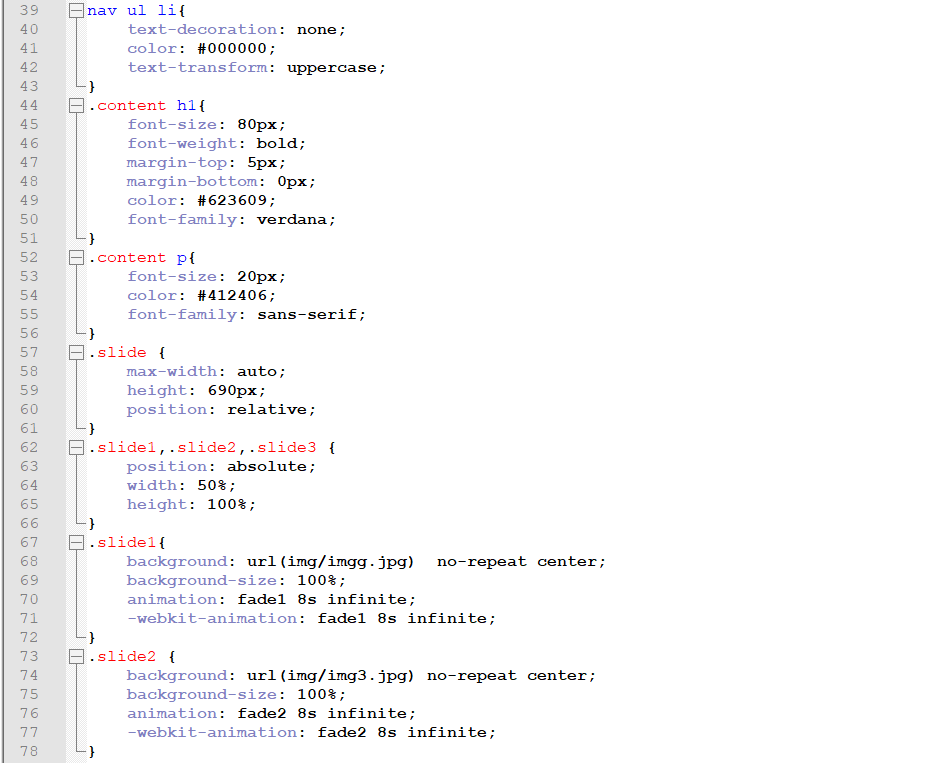 39 nav ul li{
40 text-decoration: none;
41 color: #000000;
42 text-transform: uppercase;
43 }
44 .content h1{
45 font-size: 80px;
46 font-weight: bold;
47 margin-top: 5px;
48 margin-bottom: 0px;
49 color: #623609;
50 font-family: verdana;
51 }
52 .content p{
53 font-size: 20px;
54 color: #412406;
55 font-family: sans-serif;
56 }
57 .slide {
58 max-width: auto;
59 height: 690px;
60 position: relative;
61 }
62 .slide1,.slide2,.slide3 {
63 position: absolute;
64 width: 50%;
65 height: 100%;
66 }
67 .slide1{
68 background: url(img/imgg.jpg)  no-repeat center;
69 background-size: 100%;
70 animation: fade1 8s infinite;
71 -webkit-animation: fade1 8s infinite;
72 }
73 .slide2 {
74 background: url(img/img3.jpg) no-repeat center;
75 background-size: 100%;
76 animation: fade2 8s infinite;
77 -webkit-animation: fade2 8s infinite;
78 }